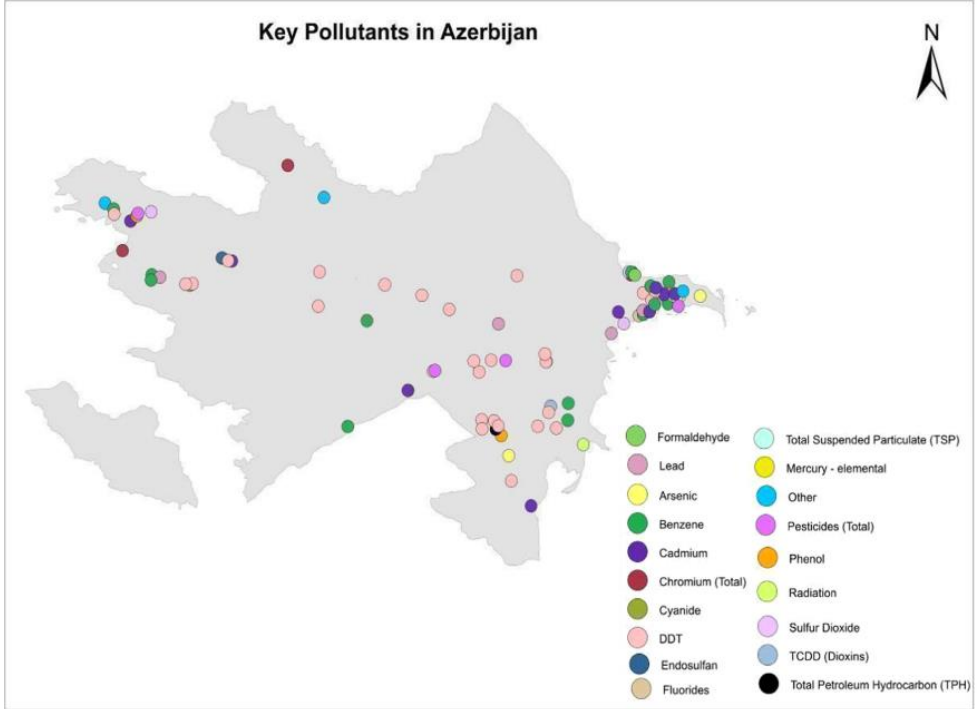 Key Pollutants in Azerbijan
N
Formaldehyde
Lead
Arsenic
Benzene
Cadmium
Chromium (Total)
Cyanide
DDT
Endosulfan
Fluorides
Total Suspended Particulate (TSP)
Mercury - elemental
Other
Pesticides (Total)
Phenol
Radiation
Sulfur Dioxide
TCDD (Dioxins)
Total Petroleum Hydrocarbon (TPH)